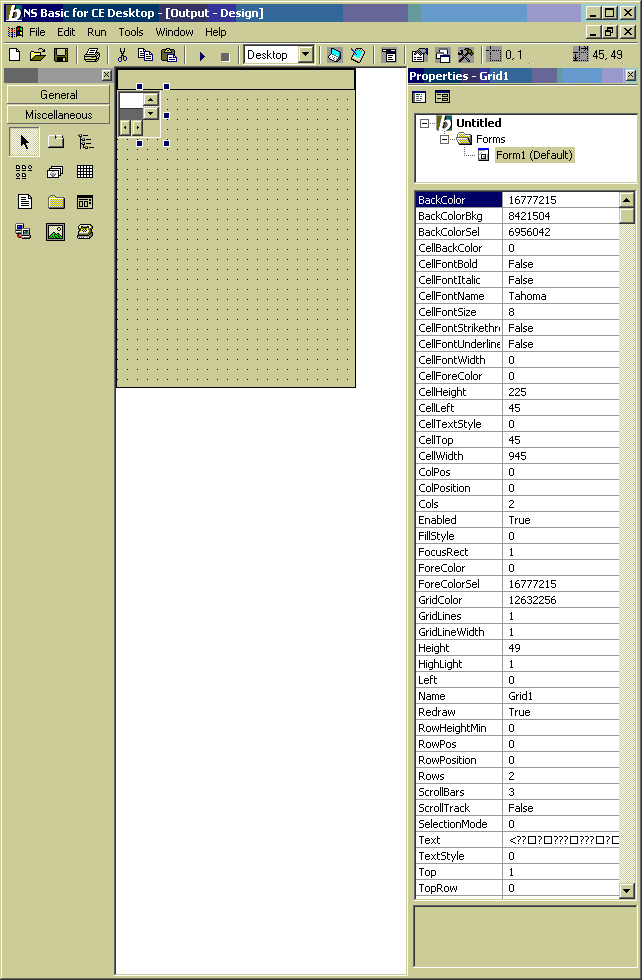 NS Basic for CE Desktop - [Output - Design]
File Edit Run Tools Window Help
Desktop 0, 1 45, 49
General
Miscellaneous
Properties - Grid1
Untitled
Forms
Form1 (Default)
BackColor 16777215
BackColorBkg 8421504
BackColorSel 6956042
CellBackColor 0
CellFontBold False
CellFontItalic False
CellFontName Tahoma
CellFontSize 8
CellFontStrikethr False
CellFontUnderline False
CellFontWidth 0
CellForeColor 0
CellHeight 225
CellLeft 45
CellTextStyle 0
CellTop 45
CellWidth 945
ColPos 0
ColPosition 0
Cols 2
Enabled True
FillStyle 0
FocusRect 1
ForeColor 0
ForeColorSel 16777215
GridColor 12632256
GridLines 1
GridLineWidth 1
Height 49
HighLight 1
Left 0
Name Grid1
Redraw True
RowHeightMin 0
RowPos 0
RowPosition 0
Rows 2
ScrollBars 3
ScrollTrack False
SelectionMode 0
Text <??□?□???□???□?□
TextStyle 0
Top 1
TopRow 0